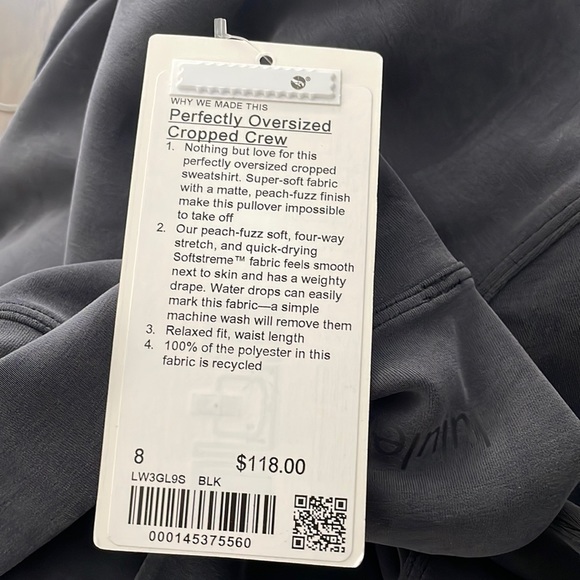 WHY WE MADE THIS
Perfectly Oversized
Cropped Crew
1. Nothing but love for this
perfectly oversized cropped
sweatshirt. Super-soft fabric
with a matte, peach-fuzz finish
make this pullover impossible
to take off
2. Our peach-fuzz soft, four-way
stretch, and quick-drying
Softstreme™ fabric feels smooth
next to skin and has a weighty
drape. Water drops can easily
mark this fabric—a simple
machine wash will remove them
3. Relaxed fit, waist length
4. 100% of the polyester in this
fabric is recycled
8 $118.00
LW3GL9S BLK
000145375560